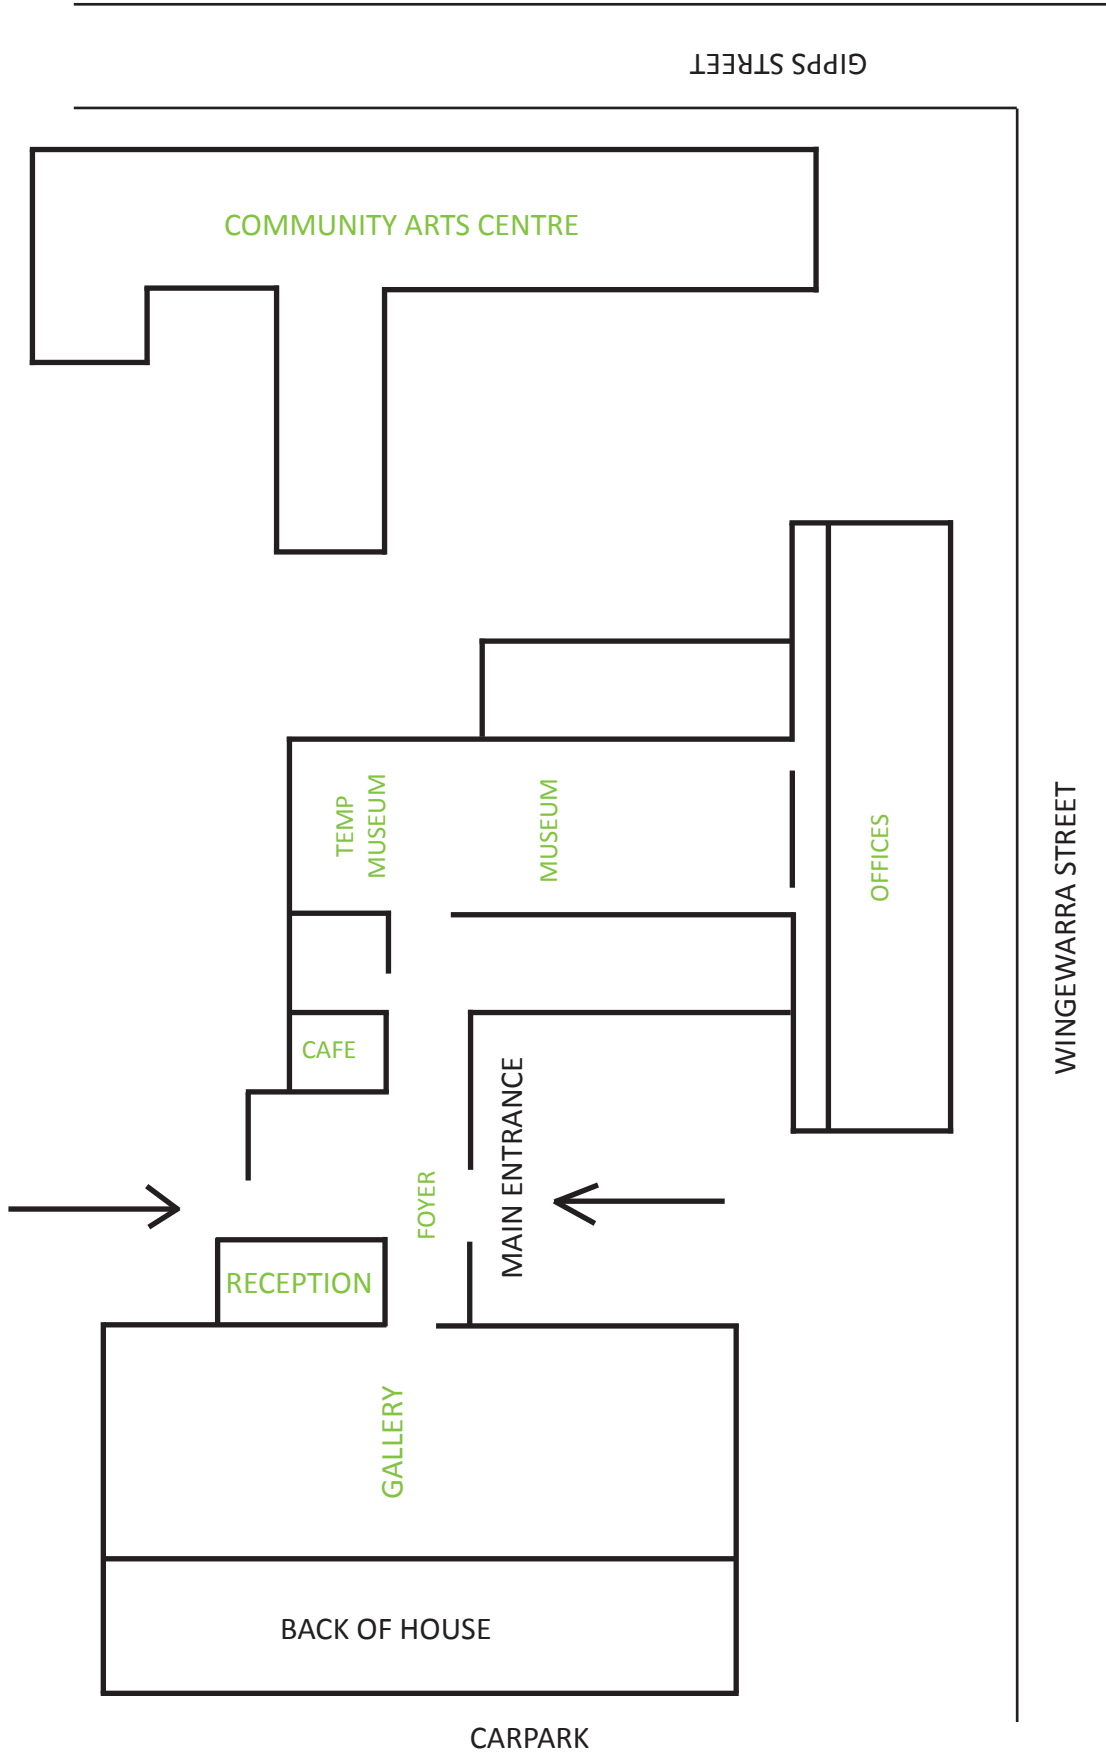 GIPPS STREET
COMMUNITY ARTS CENTRE
TEMP
MUSEUM
MUSEUM
OFFICES
WINGEWARRA STREET
CAFE
MAIN ENTRANCE
FOYER
RECEPTION
GALLERY
BACK OF HOUSE
CARPARK